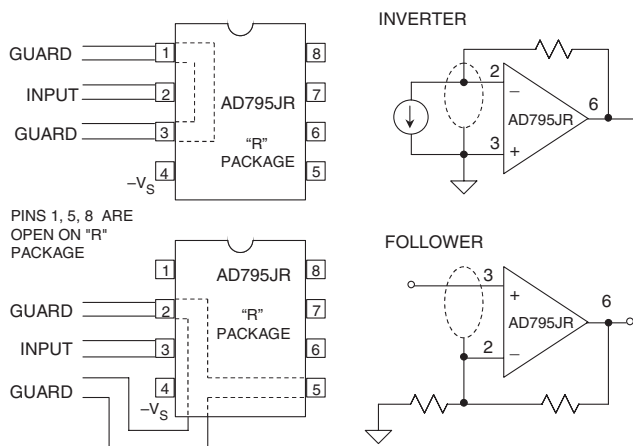 INVERTER
GUARD
1
8
INPUT
2
7
AD795JR
GUARD
3
6
"R"
PACKAGE
4
5
–VS
2
–
6
AD795JR
3
+
PINS 1, 5, 8 ARE
OPEN ON "R"
PACKAGE
FOLLOWER
1
8
AD795JR
GUARD
2
7
"R"
PACKAGE
INPUT
3
6
GUARD
4
5
–VS
3
+
6
AD795JR
2
–